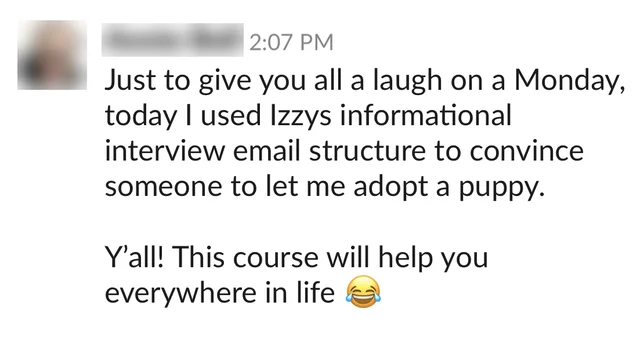 2:07 PM
Just to give you all a laugh on a Monday,
today I used Izzys informational
interview email structure to convince
someone to let me adopt a puppy.
Y'all! This course will help you
everywhere in life 😂